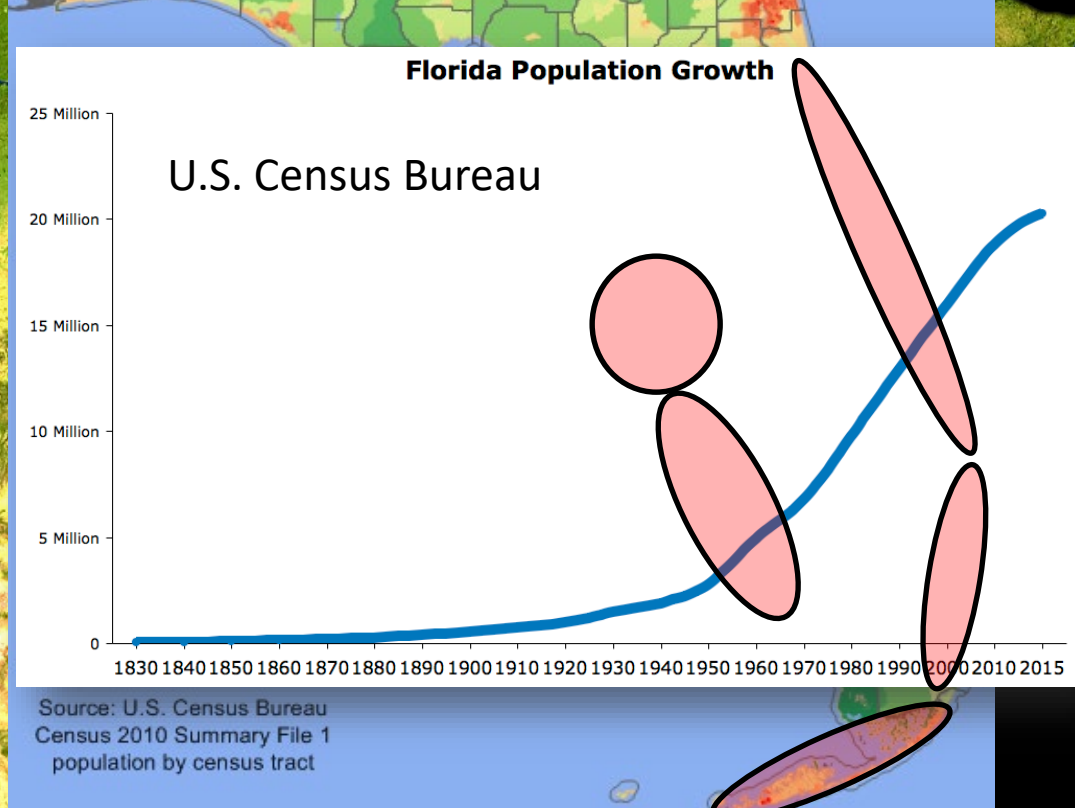 Florida Population Growth
25 Million
U.S. Census Bureau
20 Million
15 Million
10 Million
5 Million
0
1830 1840 1850 1860 1870 1880 1890 1900 1910 1920 1930 1940 1950 1960 1970 1980 1990 2000 2010 2015
Source: U.S. Census Bureau
Census 2010 Summary File 1
population by census tract